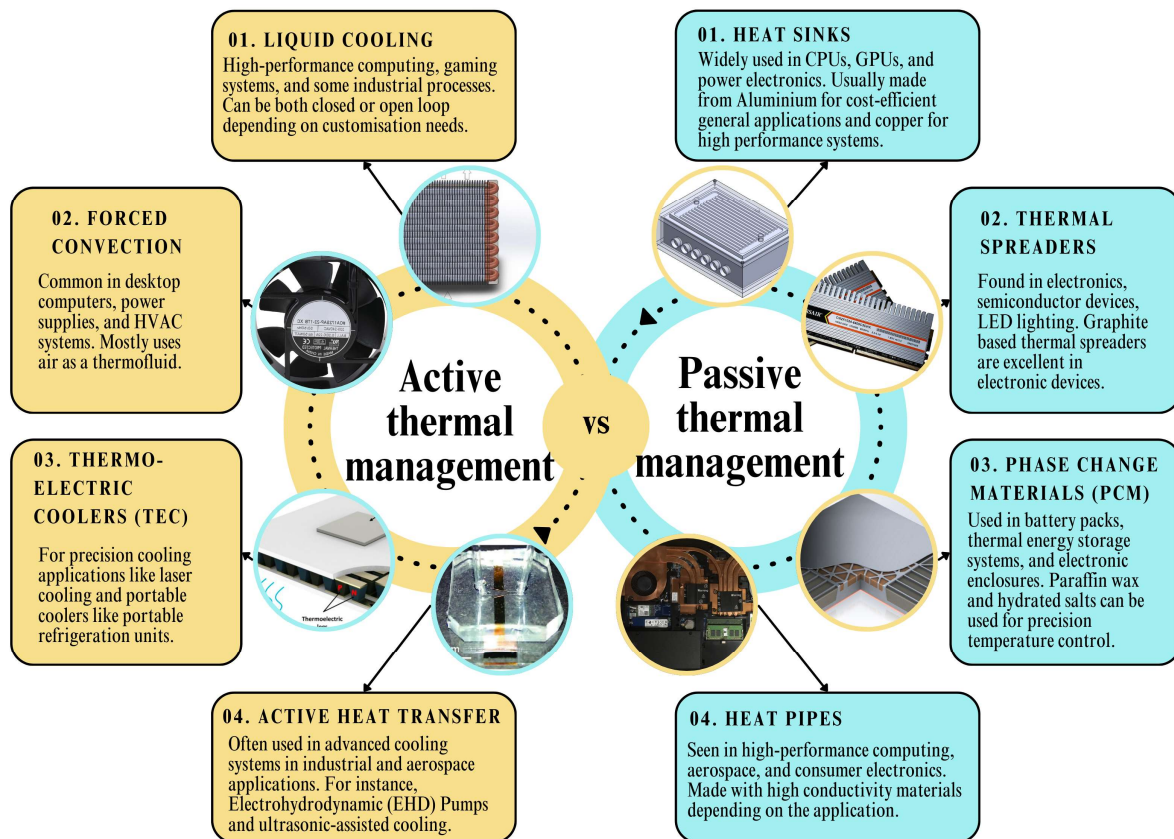 01. LIQUID COOLING
High-performance computing, gaming
systems, and some industrial processes.
Can be both closed or open loop
depending on customisation needs.
01. HEAT SINKS
Widely used in CPUs, GPUs, and
power electronics. Usually made
from Aluminium for cost-efficient
general applications and copper for
high performance systems.
02. FORCED
CONVECTION
Common in desktop
computers, power
supplies, and HVAC
systems. Mostly uses
air as a thermofluid.
02. THERMAL
SPREADERS
Found in electronics,
semiconductor devices,
LED lighting. Graphite
based thermal spreaders
are excellent in
electronic devices.
Active
thermal
management
vs
Passive
thermal
management
03. THERMO-
ELECTRIC
COOLERS (TEC)
For precision cooling
applications like laser
cooling and portable
coolers like portable
refrigeration units.
Thermoelectric
03. PHASE CHANGE
MATERIALS (PCM)
Used in battery packs,
thermal energy storage
systems, and electronic
enclosures. Paraffin wax
and hydrated salts can be
used for precision
temperature control.
04. ACTIVE HEAT TRANSFER
Often used in advanced cooling
systems in industrial and aerospace
applications. For instance,
Electrohydrodynamic (EHD) Pumps
and ultrasonic-assisted cooling.
04. HEAT PIPES
Seen in high-performance computing,
aerospace, and consumer electronics.
Made with high conductivity materials
depending on the application.